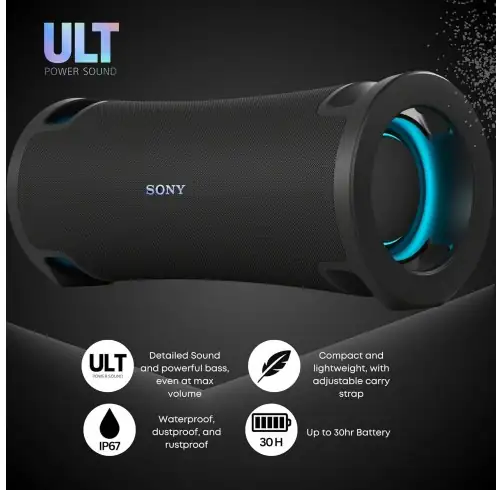 ULT
POWER SOUND
SONY
ULT
POWER SOUND
Detailed Sound
and powerful bass,
even at max
volume
Compact and
lightweight, with
adjustable carry
strap
IP67
Waterproof,
dustproof, and
rustproof
30 H
Up to 30hr Battery